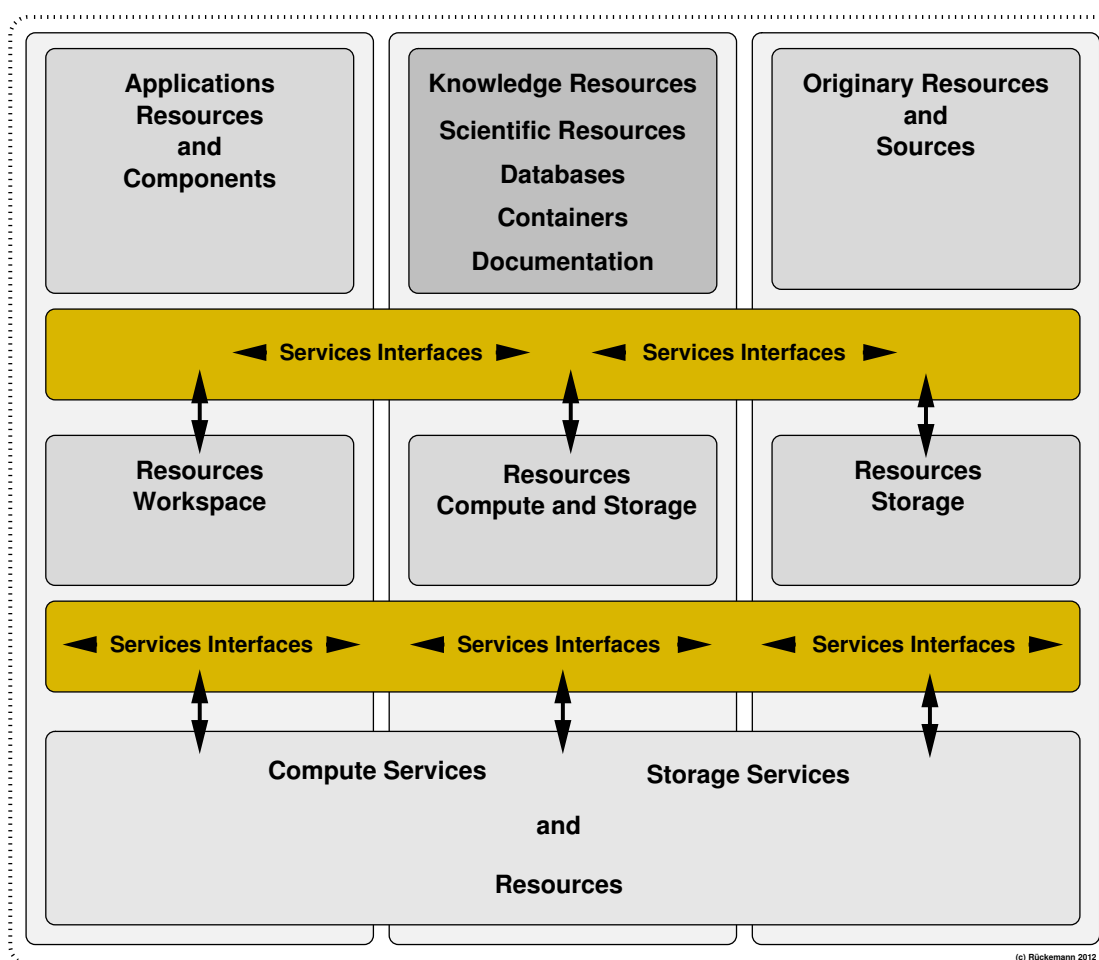 Applications
Resources
and
Components
Knowledge Resources
Scientific Resources
Databases
Containers
Documentation
Originary Resources
and
Sources
Services Interfaces
Services Interfaces
Resources
Workspace
Resources
Compute and Storage
Resources
Storage
Services Interfaces
Services Interfaces
Services Interfaces
Compute Services
Storage Services
and
Resources
(c) Rückemann 2012